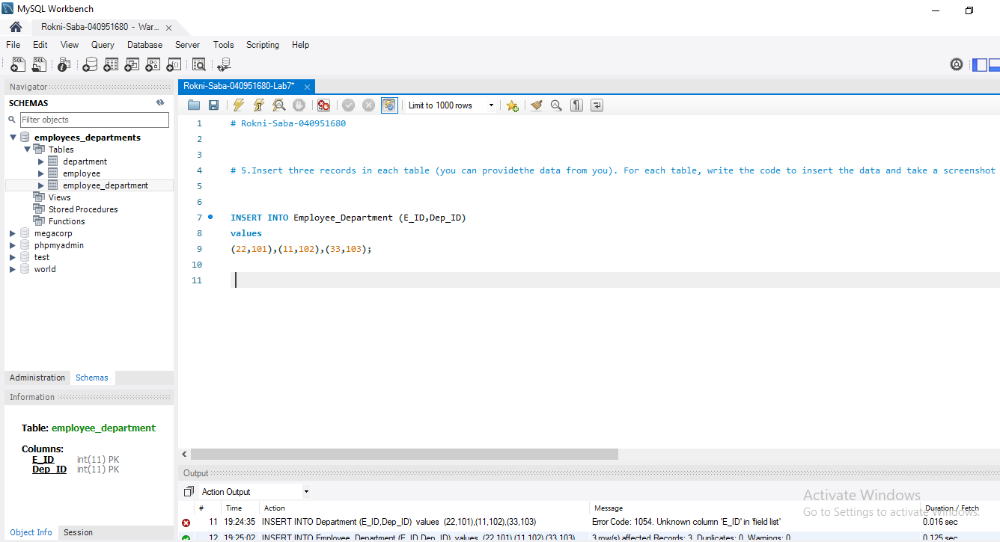 MySQL Workbench
Rokni-Saba-040951680 - War...
File Edit View Query Database Server Tools Scripting Help
Navigator
SCHEMAS
Filter objects
employees_departments
Tables
department
employee
employee_department
Views
Stored Procedures
Functions
megacorp
phpmyadmin
test
world
Administration Schemas
Information
Table: employee_department
Columns:
E_ID int(11) PK
Dep_ID int(11) PK
Object Info Session
Rokni-Saba-040951680-Lab7*
Limit to 1000 rows
1 # Rokni-Saba-040951680
2
3
4 # 5.Insert three records in each table (you can providethe data from you). For each table, write the code to insert the data and take a screenshot
5
6
7 INSERT INTO Employee_Department (E_ID,Dep_ID)
8 values
9 (22,101),(11,102),(33,103);
10
11
Output
Action Output
# Time Action Message Duration / Fetch
11 19:24:35 INSERT INTO Department (E_ID,Dep_ID) values (22,101),(11,102),(33,103) Error Code: 1054. Unknown column 'E_ID' in 'field list' 0.016 sec
12 19:25:02 INSERT INTO Employee_Department (E_ID,Dep_ID) values (22,101),(11,102),(33,103) 3 row(s) affected Records: 3 Duplicates: 0 Warnings: 0 0.125 sec
Activate Windows
Go to Settings to activate Windows.